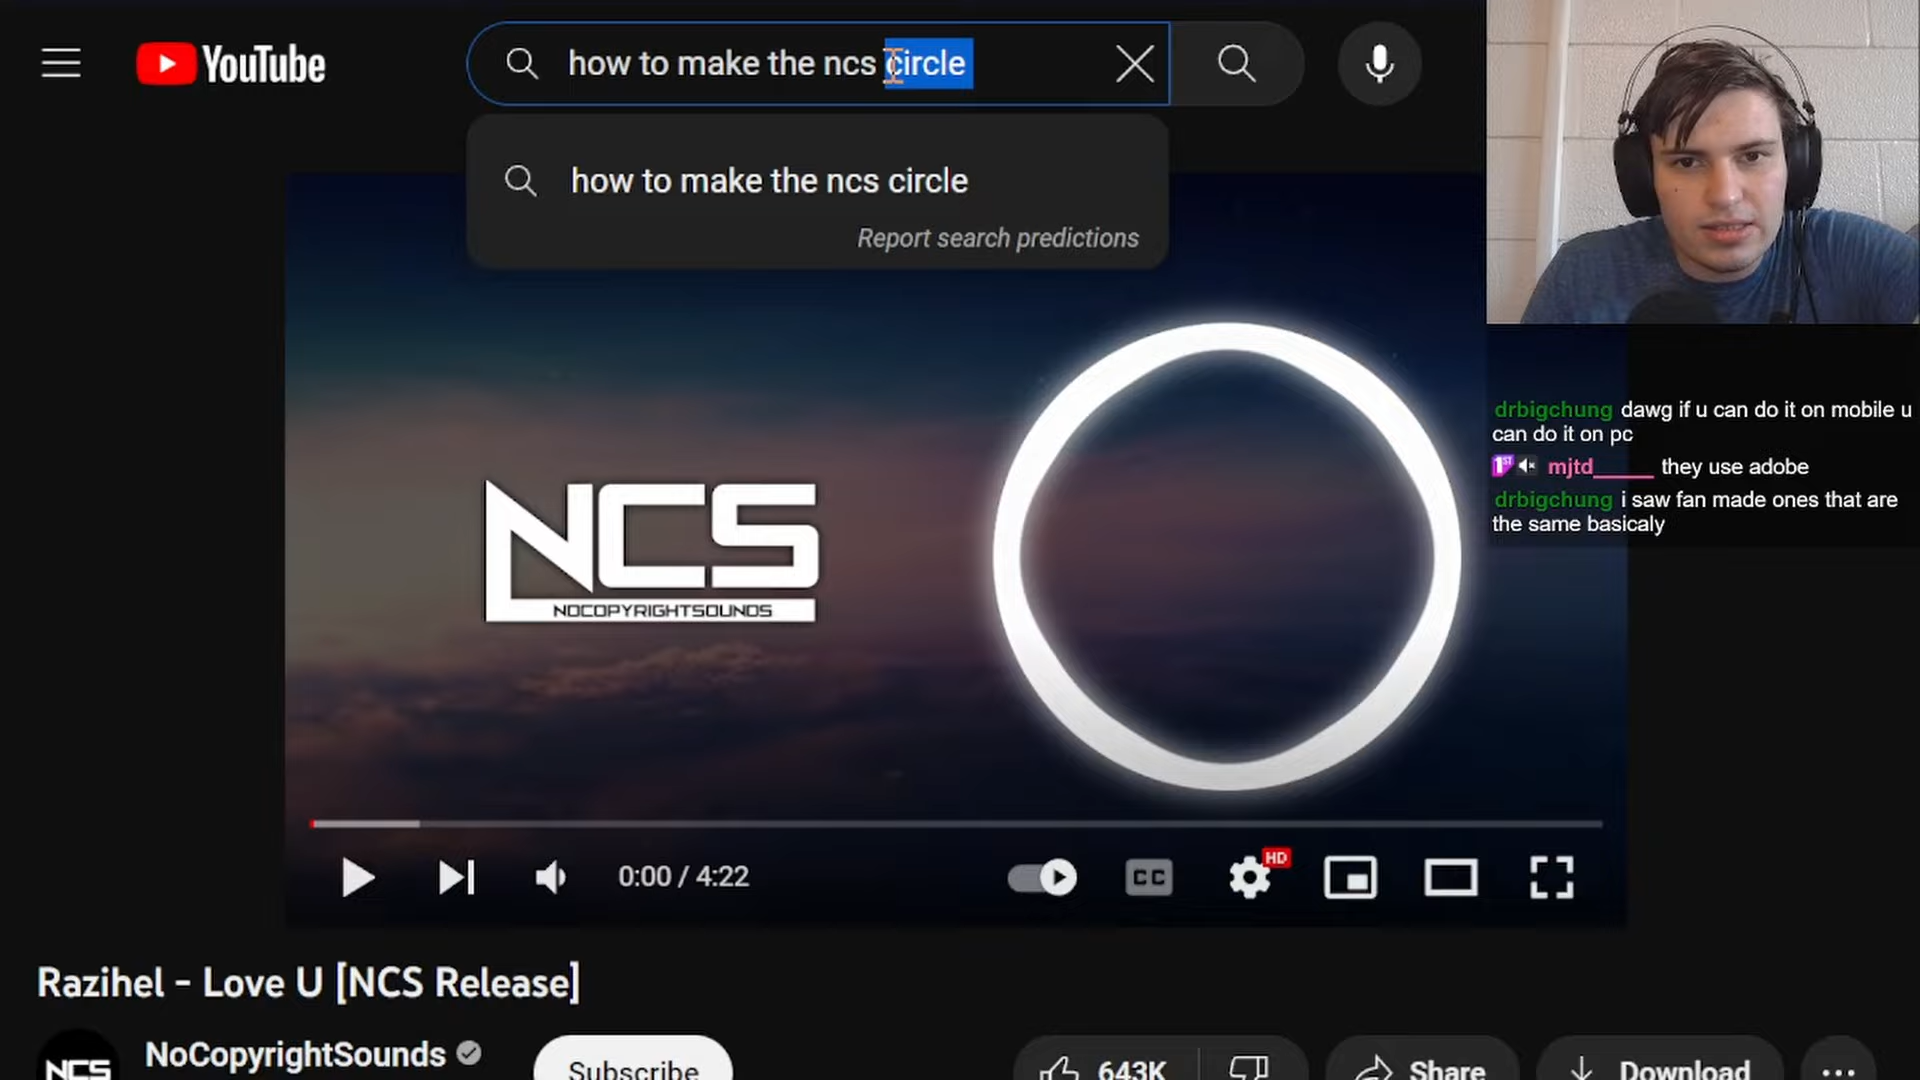 YouTube
how to make the ncs circle
how to make the ncs circle
Report search predictions
NCS
NOCOPYRIGHTSOUNDS
drbigchung dawg if u can do it on mobile u
can do it on pc
1ST mjtd_____ they use adobe
drbigchung i saw fan made ones that are
the same basicaly
0:00 / 4:22
CC
HD
Razihel - Love U [NCS Release]
NCS
NoCopyrightSounds
Subscribe
643K
Share
Download